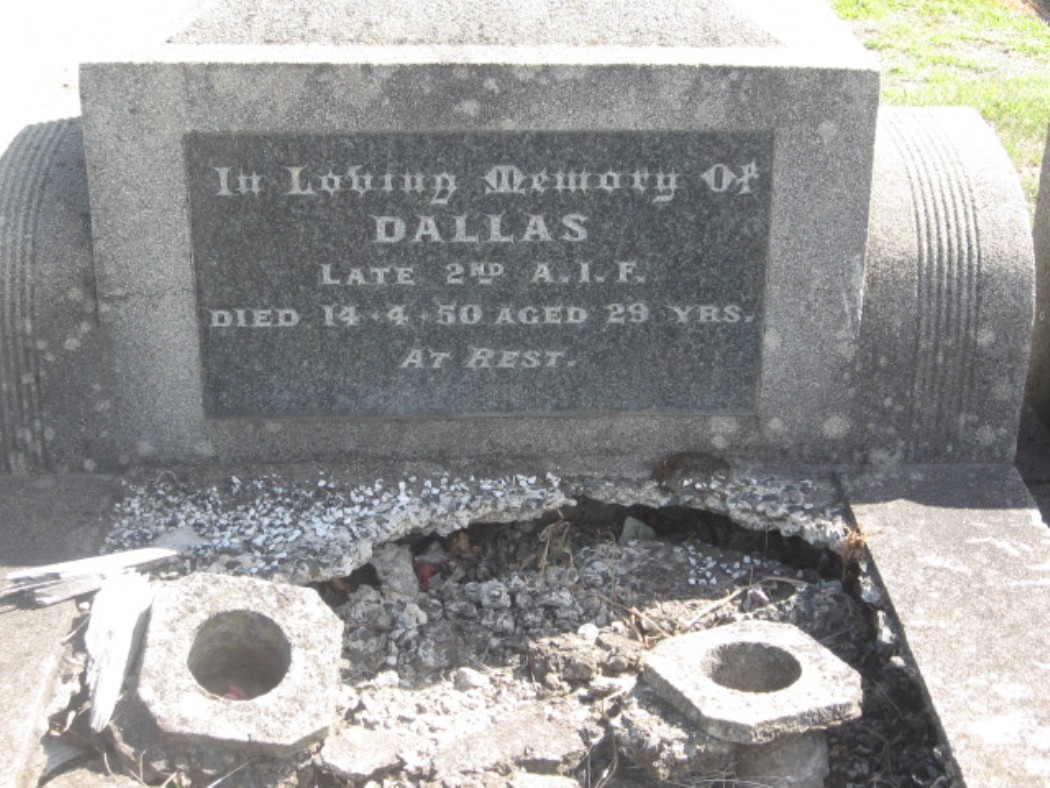 In Loving Memory Of
DALLAS
LATE 2ND A.I.F.
DIED 14·4·50 AGED 29 YRS.
AT REST.